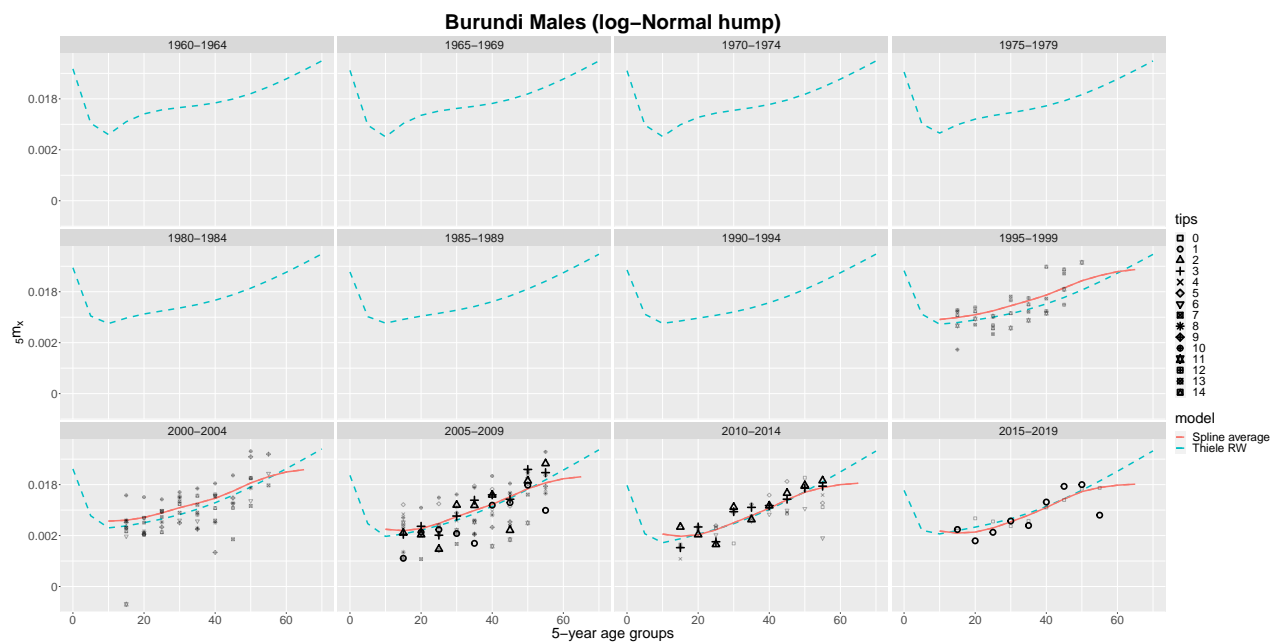 Burundi Males (log−Normal hump)
1960−1964 1965−1969 1970−1974 1975−1979
0.018
0.002
0
1980−1984 1985−1989 1990−1994 1995−1999
0.018
0.002
0
2000−2004 2005−2009 2010−2014 2015−2019
0.018
0.002
0
0 20 40 60 0 20 40 60 0 20 40 60 0 20 40 60
5−year age groups
5mx
tips
0
1
2
3
4
5
6
7
8
9
10
11
12
13
14
model
Spline average
Thiele RW